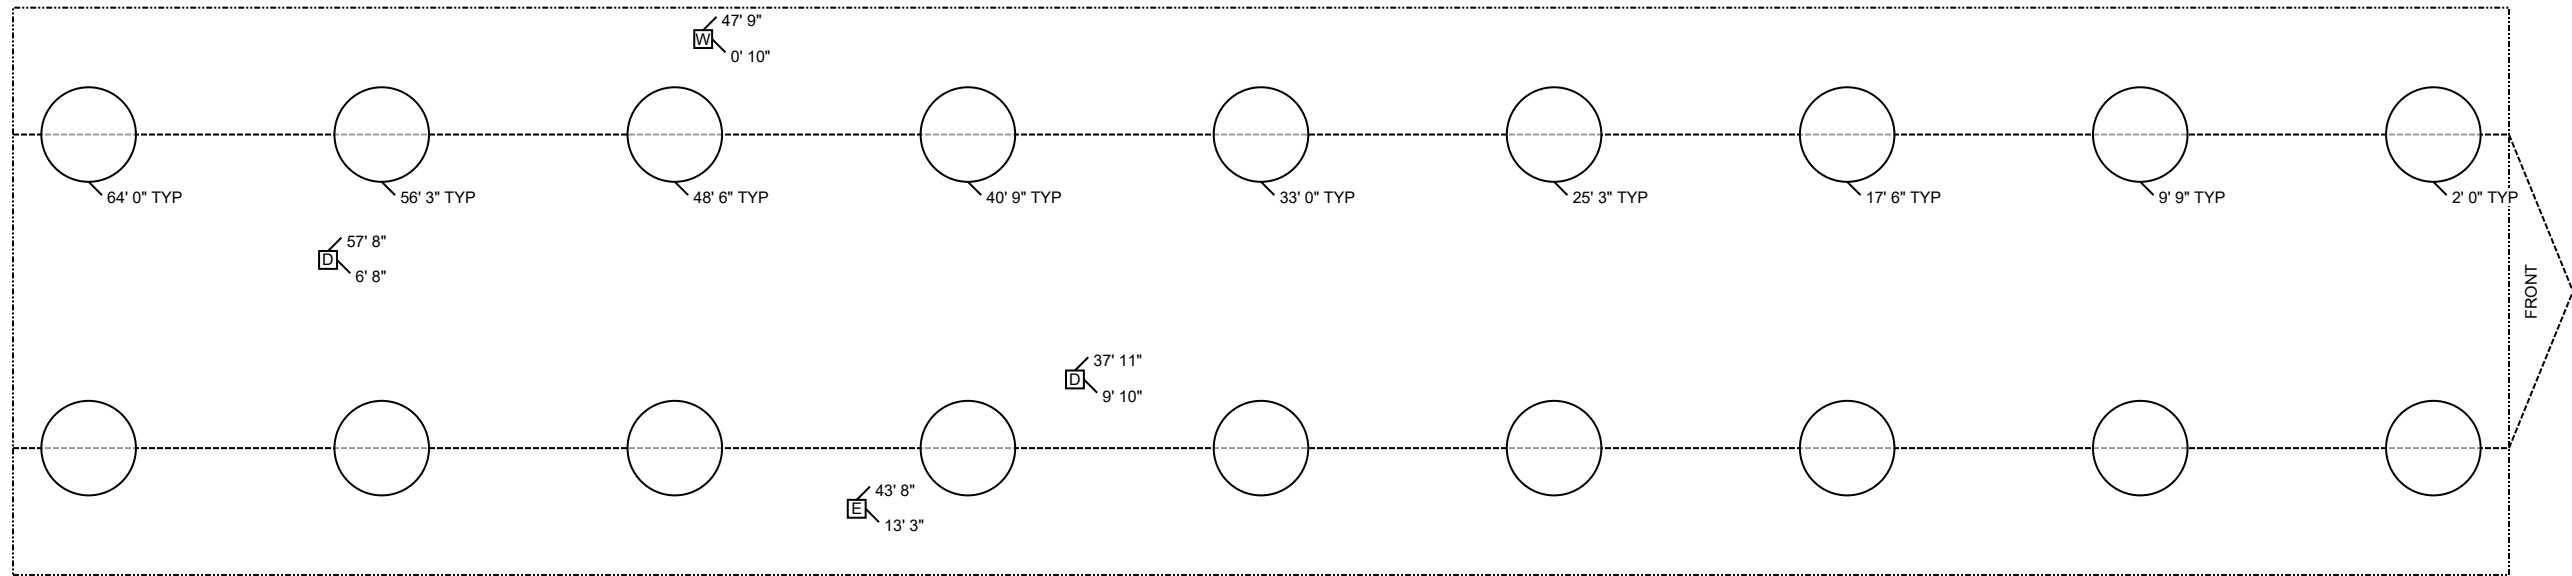 47' 9"
W
0' 10"
64' 0" TYP
56' 3" TYP
48' 6" TYP
40' 9" TYP
33' 0" TYP
25' 3" TYP
17' 6" TYP
9' 9" TYP
2' 0" TYP
57' 8"
D
6' 8"
FRONT
37' 11"
D
9' 10"
43' 8"
E
13' 3"